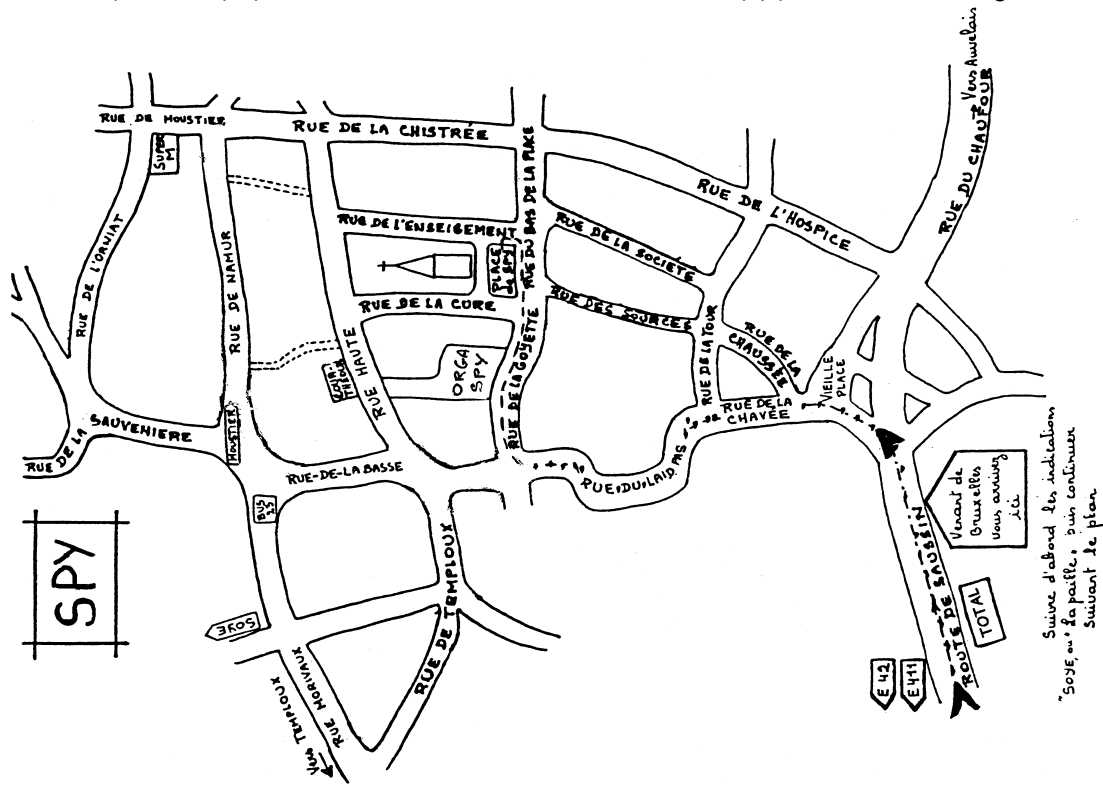 RUE DE MOUSTIER
SUPER M
RUE DE LA CHISTRÉE
RUE DU BAS DE LA PLACE
RUE DE L'HOSPICE
RUE DU CHAUFOUR
→ Vers Auvelais
RUE DE L'ORNIAT
RUE DE NAMUR
RUE DE L'ENSEIGEMENT
PLACE
de SPY
RUE DE LA SOCIETE
RUE DE LA CURE
RUE DES SOURCES
RUE HAUTE
ORGA
SPY
RUE DE LA GOYETTE
RUE DE LA TOUR
RUE DE LA
CHAUSSÉE
VIEILLE
PLACE
RUE DE LA
CHAVÉE
RUE DE LA SAUVENIERE
MOUSTIER
RUE-DE-LA BASSE
RUE DU LAID PAS
BUS
SPY
SOYE
RUE DE TEMPLOUX
RUE MORIVAUX
Vers TEMPLOUX
Venant de
Bruxelles
vous arrivez
ici
ROUTE DE SAUSSIN
TOTAL
E 42
E 411
Suivre d'abord les indications
"SOYE, ou" la paille, puis continuer
suivant le plan